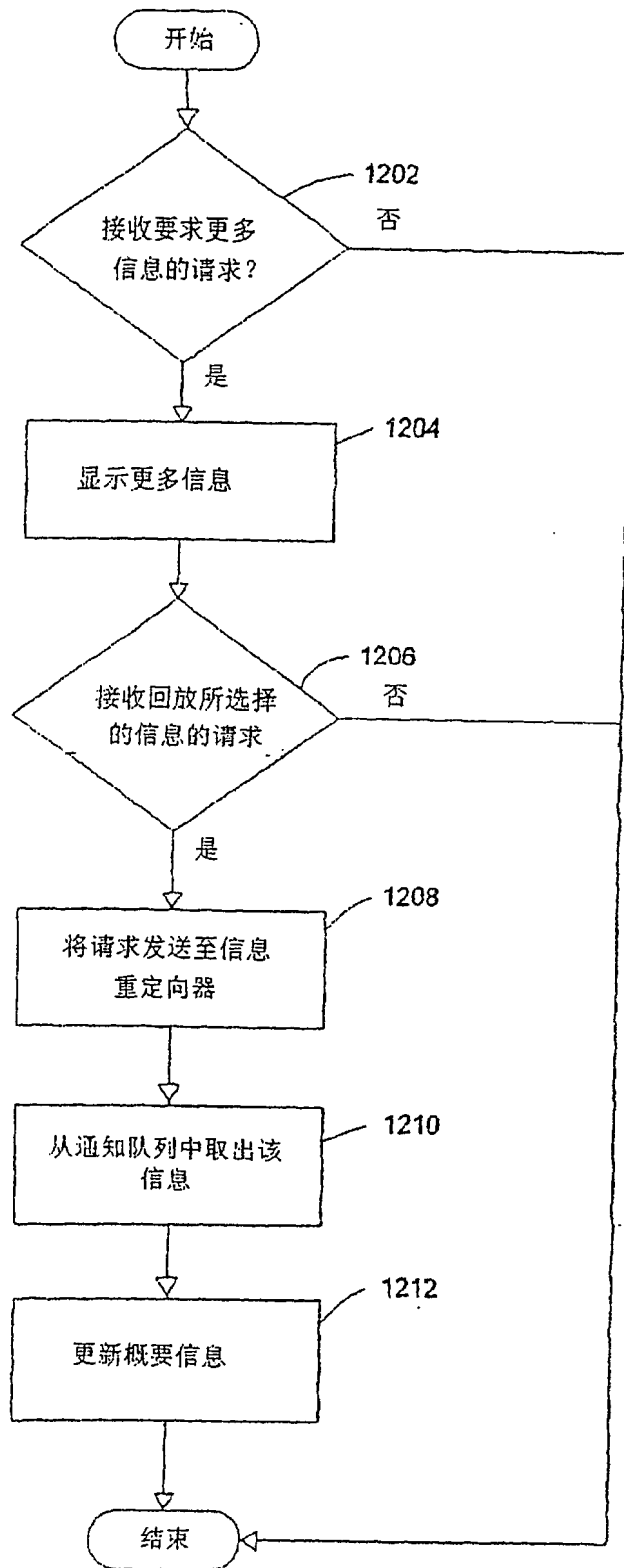 开始
1202
接收要求更多
信息的请求?
否
是
1204
显示更多信息
1206
接收回放所选择
的信息的请求
否
是
1208
将请求发送至信息
重定向器
1210
从通知队列中取出该
信息
1212
更新概要信息
结束